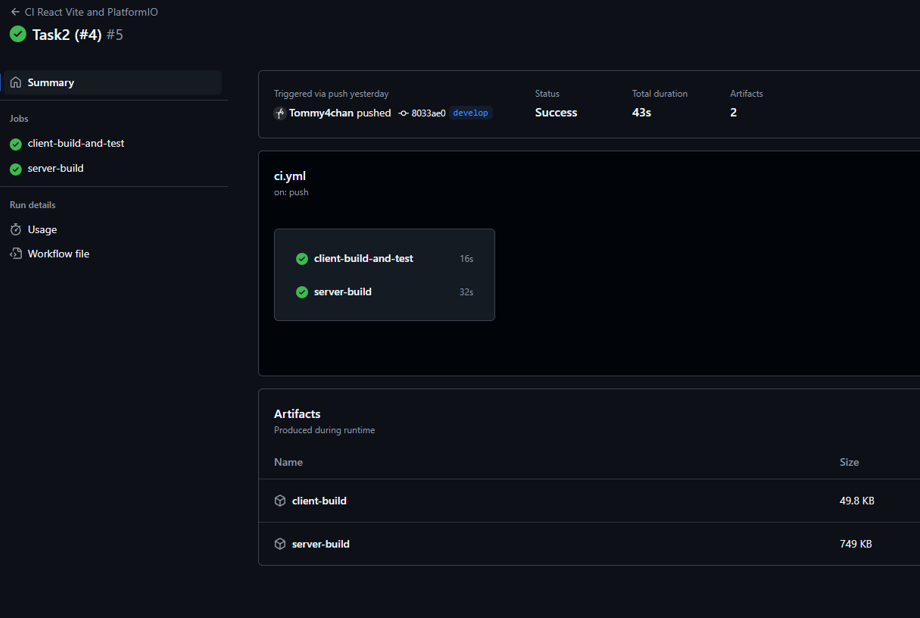 CI React Vite and PlatformIO
Task2 (#4) #5
Summary
Jobs
client-build-and-test
server-build
Run details
Usage
Workflow file
Triggered via push yesterday
Tommy4chan pushed 8033ae0 develop
Status
Success
Total duration
43s
Artifacts
2
ci.yml
on: push
client-build-and-test 16s
server-build 32s
Artifacts
Produced during runtime
Name Size
client-build 49.8 KB
server-build 749 KB